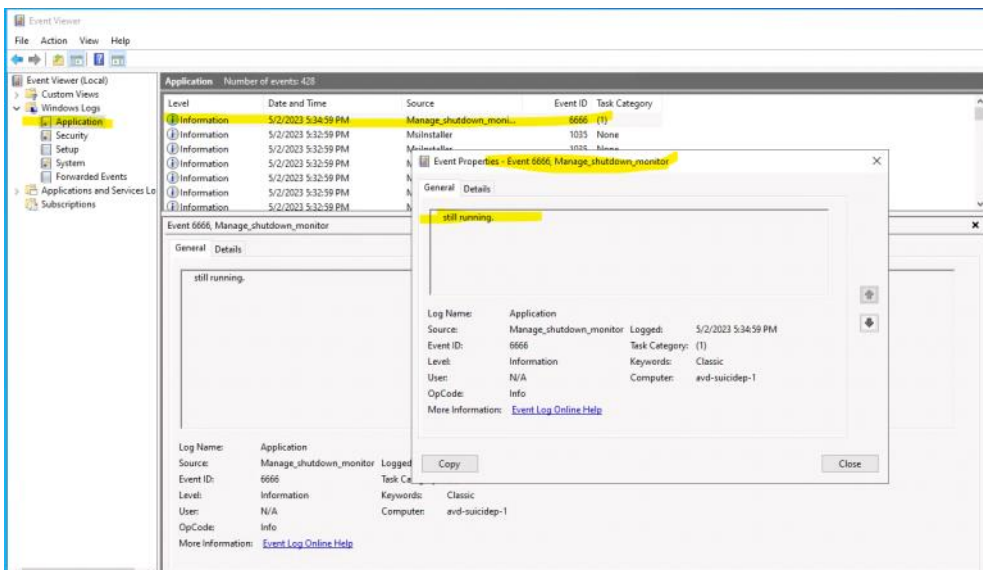 Event Viewer
File Action View Help
Event Viewer (Local)
Custom Views
Windows Logs
Application
Security
Setup
System
Forwarded Events
Applications and Services Lo
Subscriptions
Application Number of events: 428
Level Date and Time Source Event ID Task Category
Information 5/2/2023 5:34:59 PM Manage_shutdown_moni... 6666 (1)
Information 5/2/2023 5:32:59 PM MsiInstaller 1035 None
Information 5/2/2023 5:32:59 PM MsiInstaller 1035 None
Information 5/2/2023 5:32:59 PM M
Information 5/2/2023 5:32:59 PM
Information 5/2/2023 5:32:59 PM
Information 5/2/2023 5:32:59 PM
Event 6666, Manage_shutdown_monitor
General Details
still running.
Log Name: Application
Source: Manage_shutdown_monitor Logged
Event ID: 6666 Task Ca
Level: Information Keywords: Classic
User: N/A Computer: avd-suicidep-1
OpCode: Info
More Information: Event Log Online Help
Event Properties - Event 6666, Manage_shutdown_monitor
General Details
still running.
Log Name: Application
Source: Manage_shutdown_monitor Logged: 5/2/2023 5:34:59 PM
Event ID: 6666 Task Category: (1)
Level: Information Keywords: Classic
User: N/A Computer: avd-suicidep-1
OpCode: Info
More Information: Event Log Online Help
Copy Close